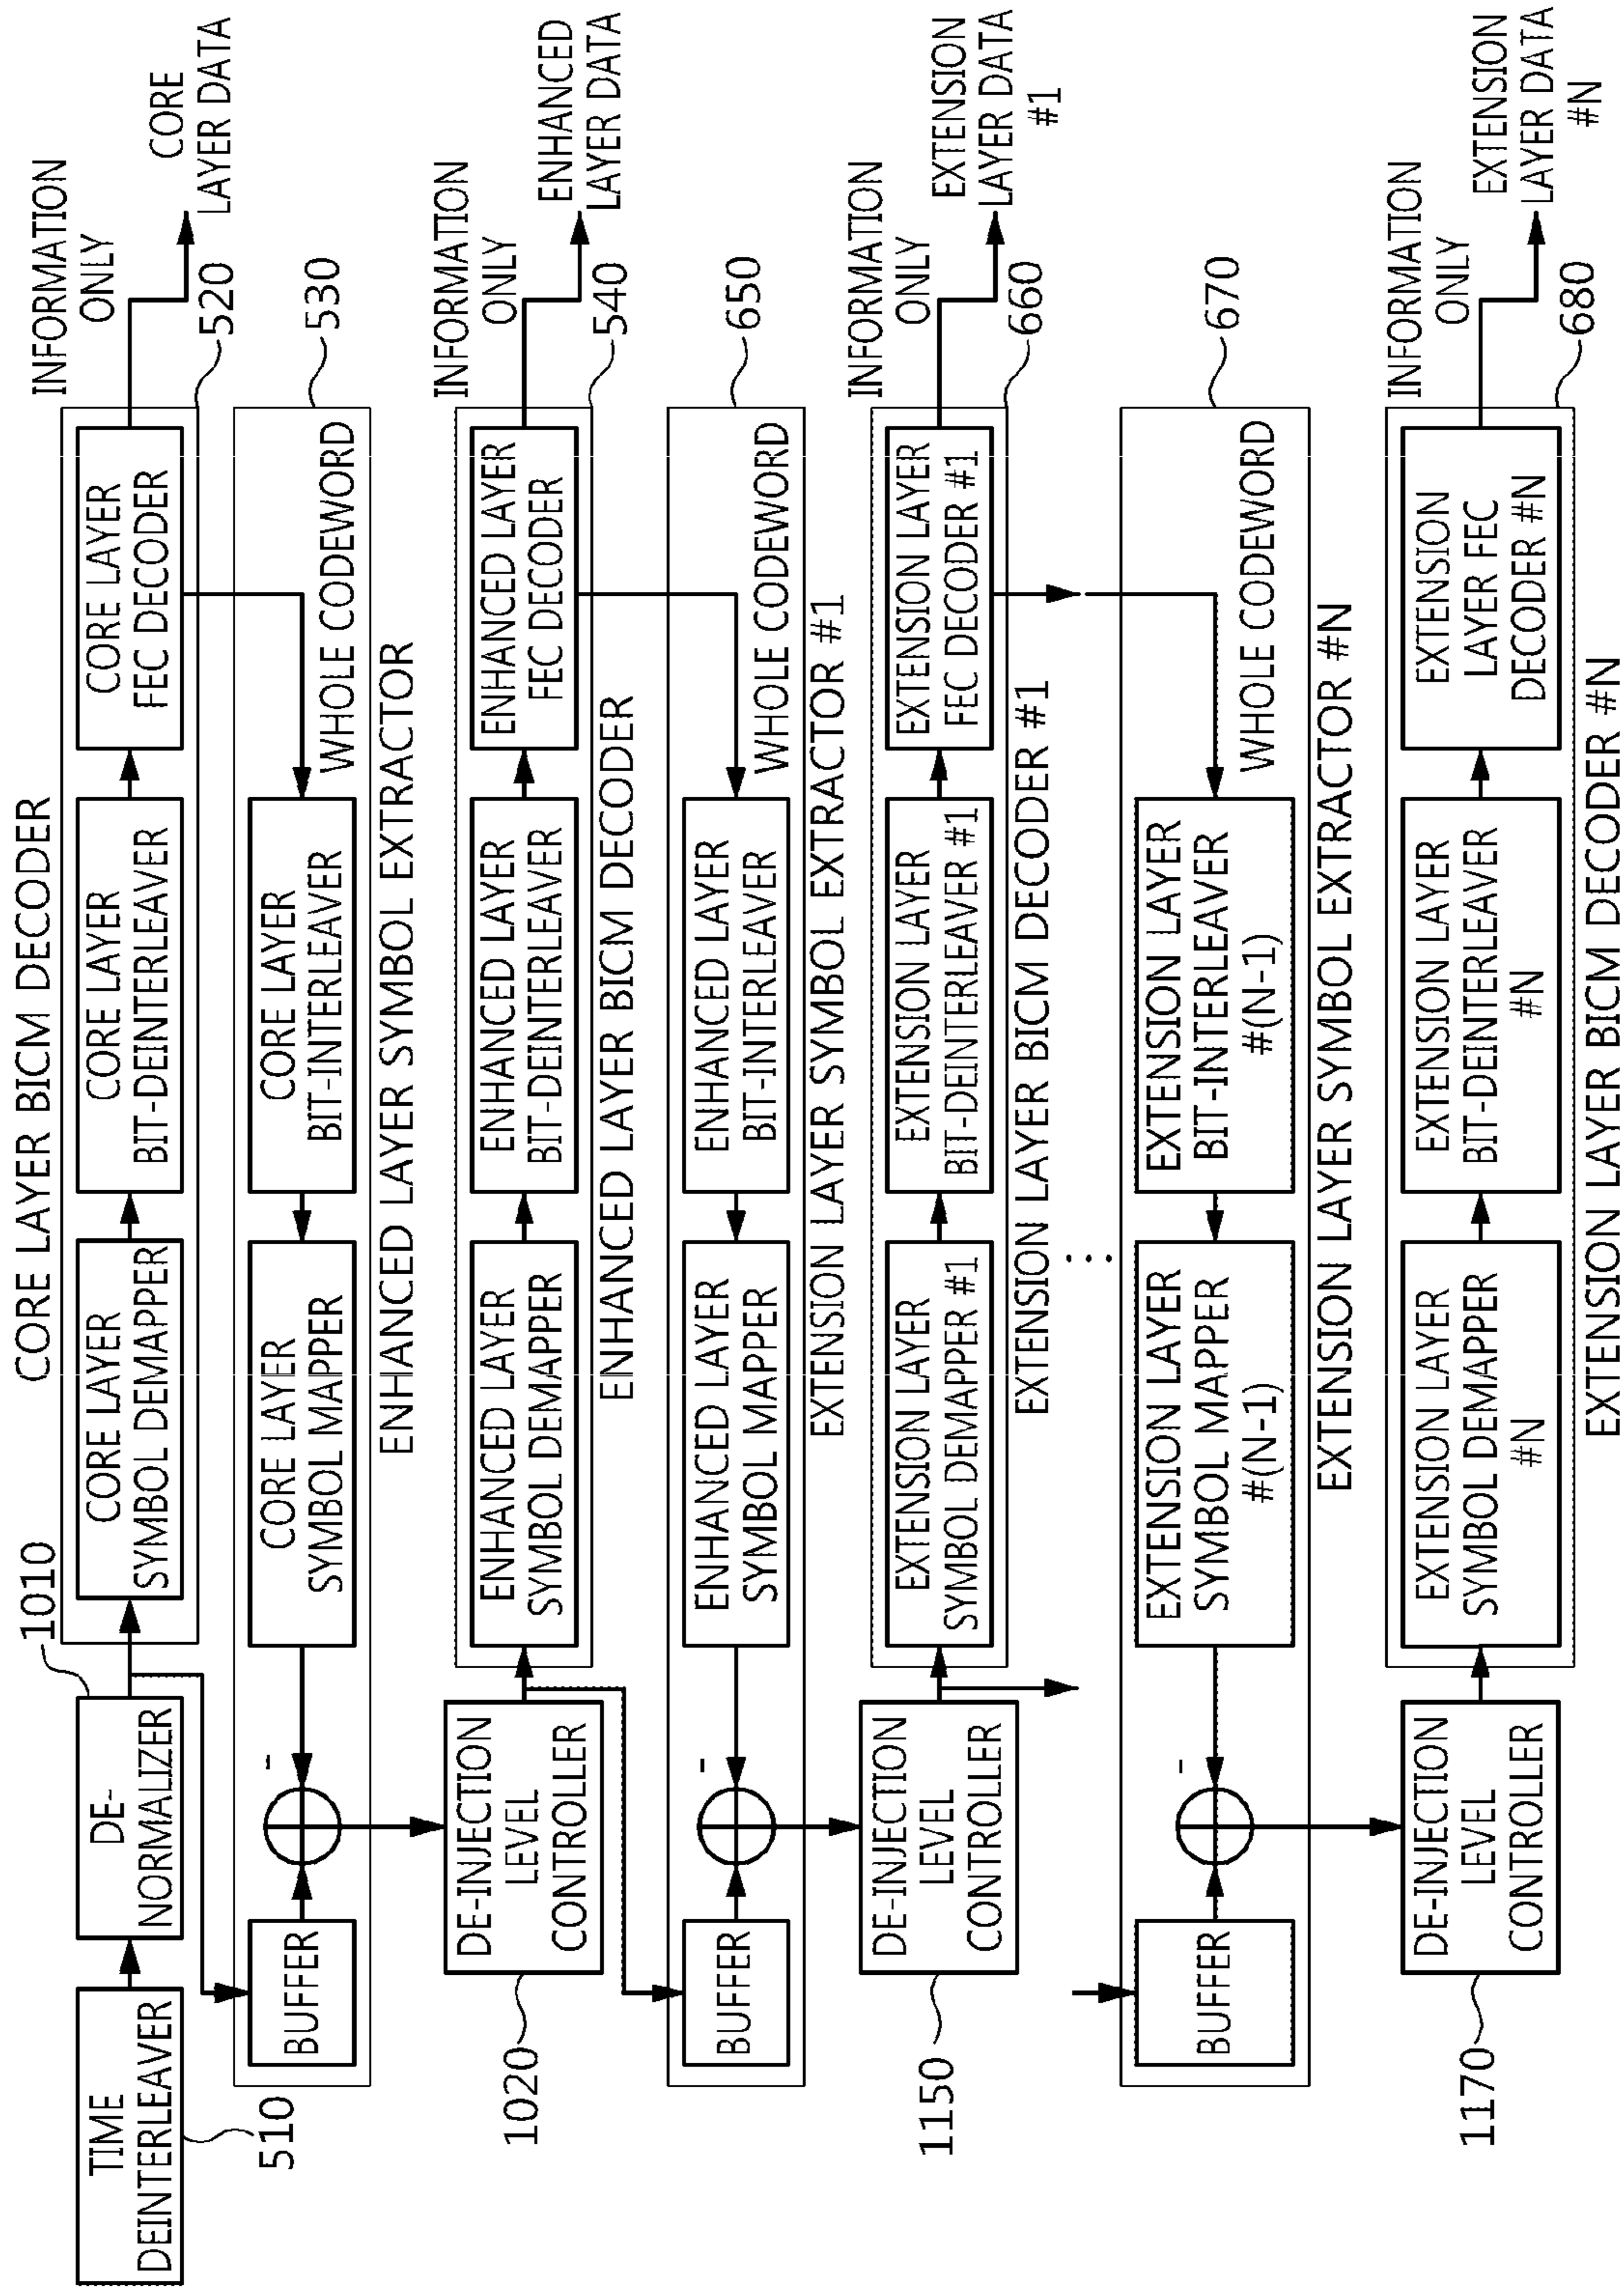 CORE LAYER BICM DECODER
TIME
DEINTERLEAVER
510
DE-
NORMALIZER
1010
CORE LAYER
SYMBOL DEMAPPER
CORE LAYER
BIT-DEINTERLEAVER
CORE LAYER
FEC DECODER
INFORMATION
ONLY
CORE
LAYER DATA
520
BUFFER
-
CORE LAYER
SYMBOL MAPPER
CORE LAYER
BIT-INTERLEAVER
WHOLE CODEWORD
530
ENHANCED LAYER SYMBOL EXTRACTOR
DE-INJECTION
LEVEL
CONTROLLER
1020
ENHANCED LAYER
SYMBOL DEMAPPER
ENHANCED LAYER
BIT-DEINTERLEAVER
ENHANCED LAYER
FEC DECODER
INFORMATION
ONLY
ENHANCED
LAYER DATA
540
ENHANCED LAYER BICM DECODER
BUFFER
-
ENHANCED LAYER
SYMBOL MAPPER
ENHANCED LAYER
BIT-INTERLEAVER
WHOLE CODEWORD
650
EXTENSION LAYER SYMBOL EXTRACTOR #1
DE-INJECTION
LEVEL
CONTROLLER
1150
EXTENSION LAYER
SYMBOL DEMAPPER #1
EXTENSION LAYER
BIT-DEINTERLEAVER #1
EXTENSION LAYER
FEC DECODER #1
INFORMATION
ONLY
EXTENSION
LAYER DATA
#1
660
EXTENSION LAYER BICM DECODER #1
...
BUFFER
-
EXTENSION LAYER
SYMBOL MAPPER
#(N-1)
EXTENSION LAYER
BIT-INTERLEAVER
#(N-1)
WHOLE CODEWORD
670
EXTENSION LAYER SYMBOL EXTRACTOR #N
DE-INJECTION
LEVEL
CONTROLLER
1170
EXTENSION LAYER
SYMBOL DEMAPPER
#N
EXTENSION LAYER
BIT-DEINTERLEAVER
#N
EXTENSION
LAYER FEC
DECODER #N
INFORMATION
ONLY
EXTENSION
LAYER DATA
#N
680
EXTENSION LAYER BICM DECODER #N